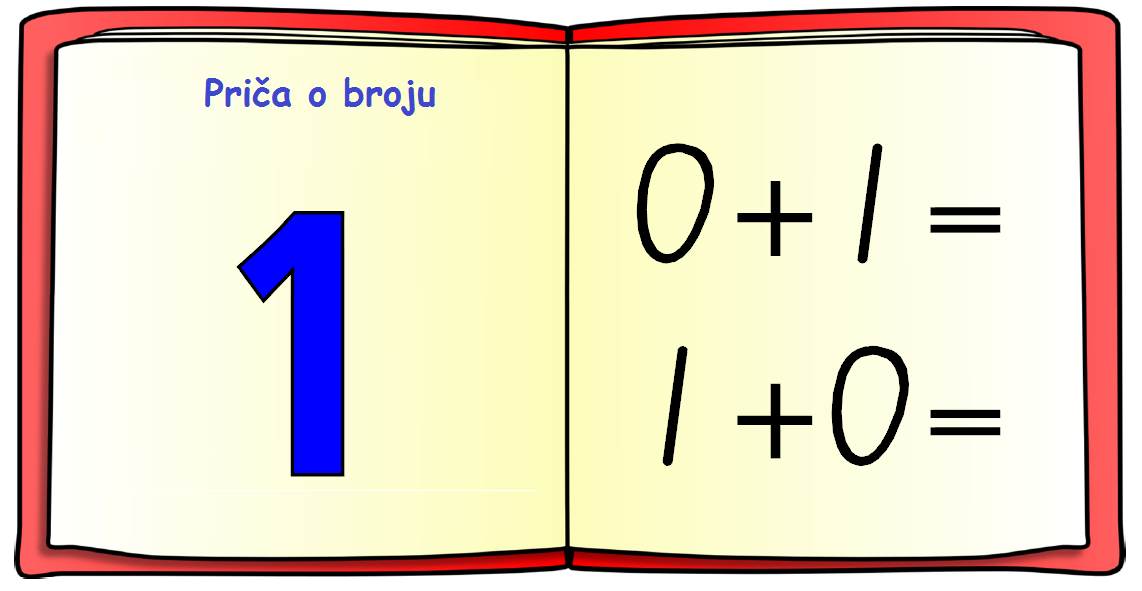 Priča o broju
1
0 + 1 =
1 + 0 =